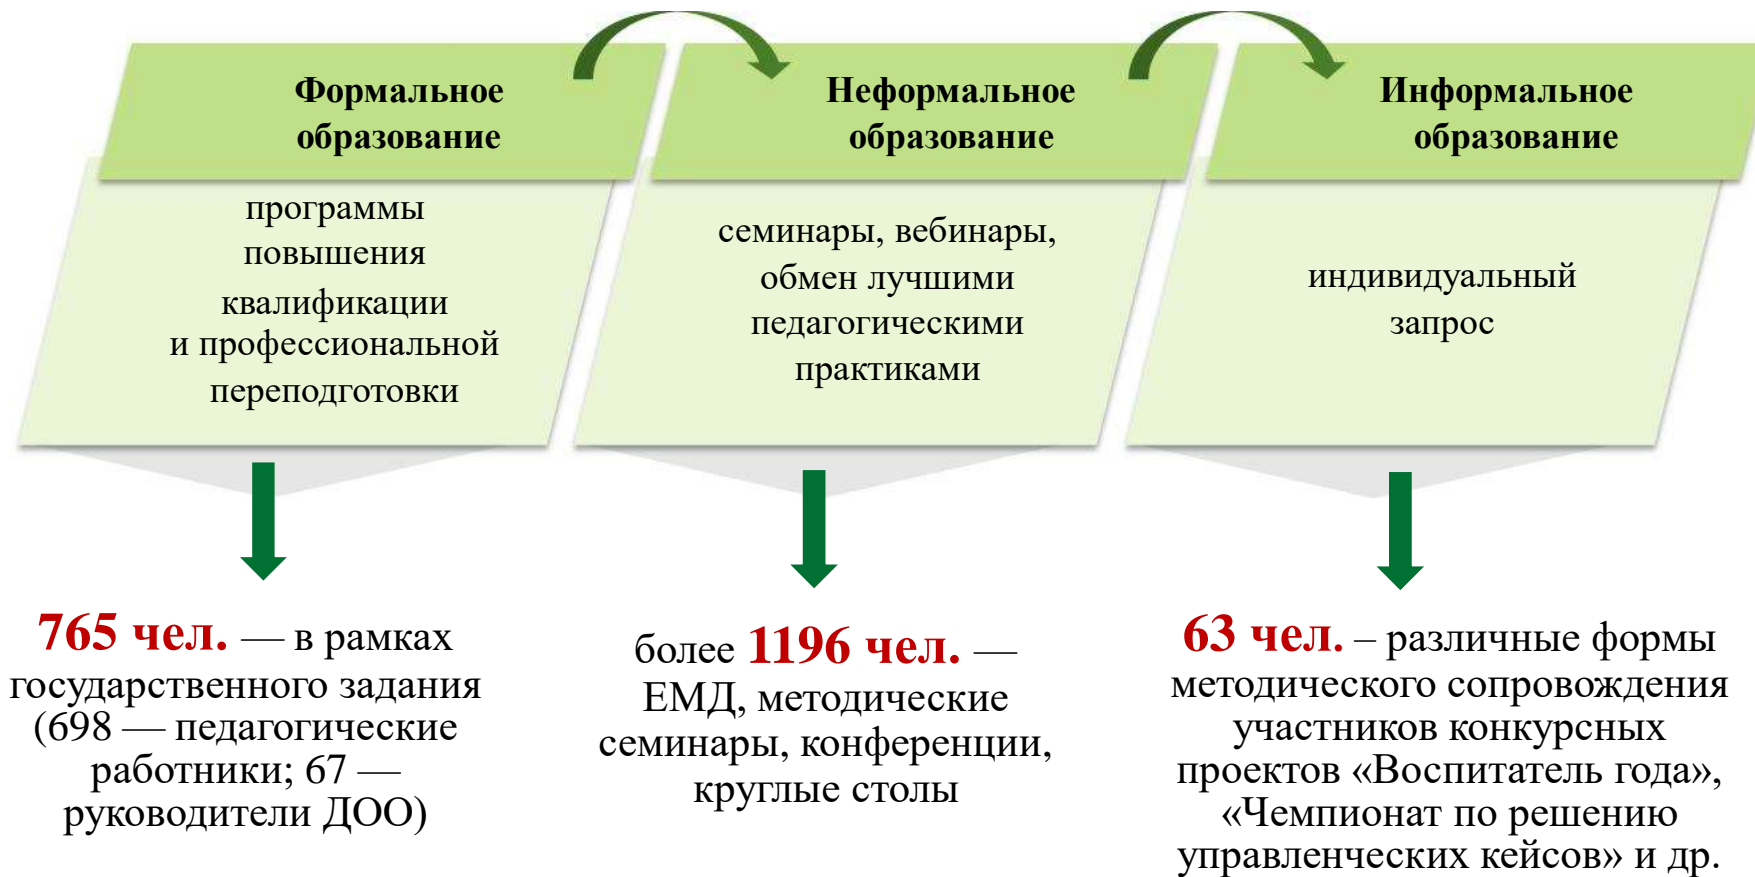 Формальное
образование
программы
повышения
квалификации
и профессиональной
переподготовки
765 чел. — в рамках
государственного задания
(698 — педагогические
работники; 67 —
руководители ДОО)
Неформальное
образование
семинары, вебинары,
обмен лучшими
педагогическими
практиками
более 1196 чел. —
ЕМД, методические
семинары, конференции,
круглые столы
Информальное
образование
индивидуальный
запрос
63 чел. – различные формы
методического сопровождения
участников конкурсных
проектов «Воспитатель года»,
«Чемпионат по решению
управленческих кейсов» и др.